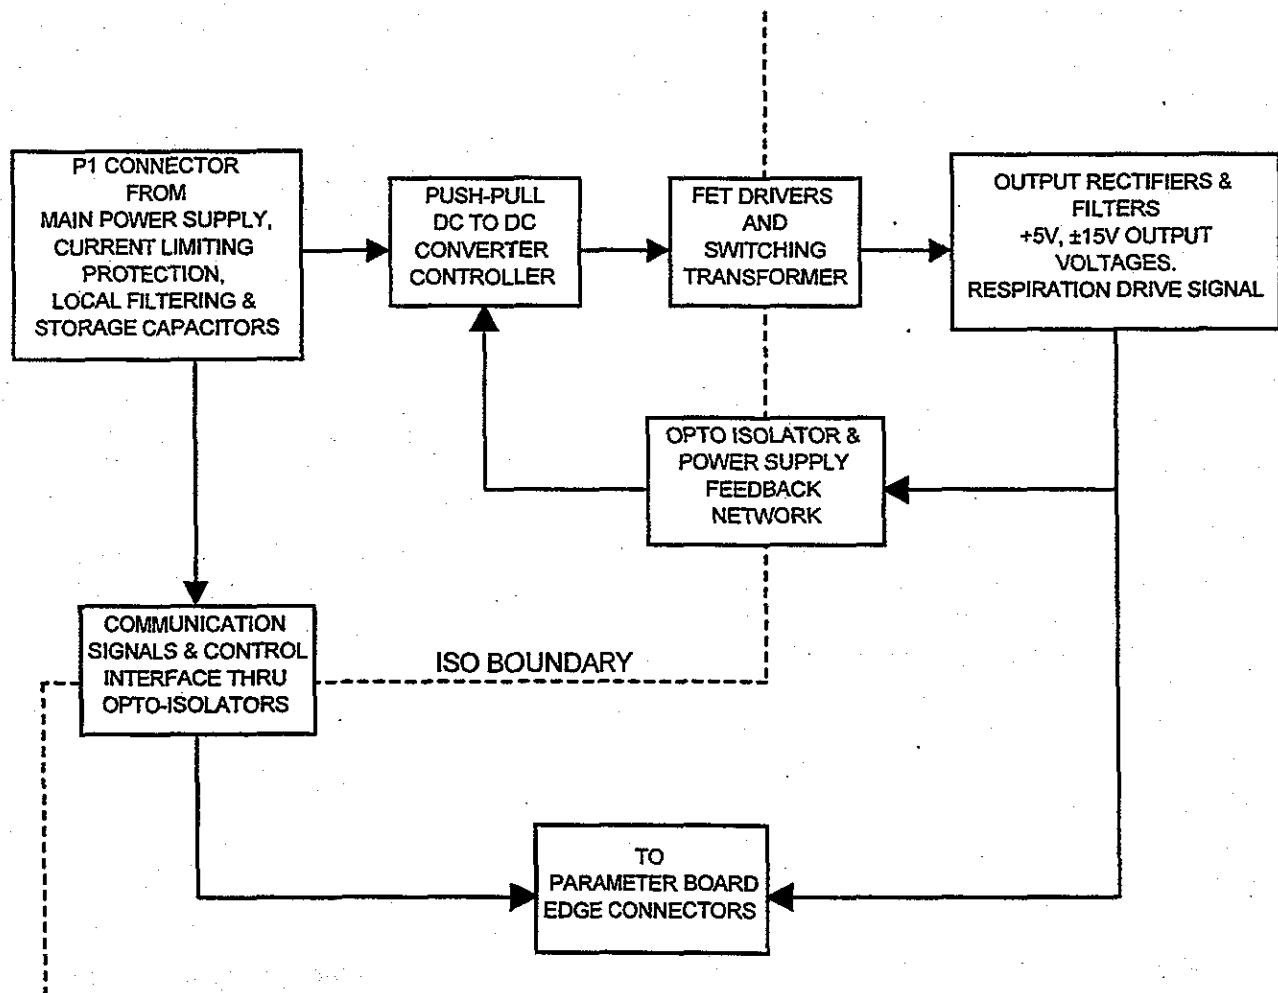 P1 CONNECTOR
FROM
MAIN POWER SUPPLY,
CURRENT LIMITING
PROTECTION,
LOCAL FILTERING &
STORAGE CAPACITORS
PUSH-PULL
DC TO DC
CONVERTER
CONTROLLER
FET DRIVERS
AND
SWITCHING
TRANSFORMER
OUTPUT RECTIFIERS &
FILTERS
+5V, ±15V OUTPUT
VOLTAGES.
RESPIRATION DRIVE SIGNAL
OPTO ISOLATOR &
POWER SUPPLY
FEEDBACK
NETWORK
COMMUNICATION
SIGNALS & CONTROL
INTERFACE THRU
OPTO-ISOLATORS
ISO BOUNDARY
TO
PARAMETER BOARD
EDGE CONNECTORS